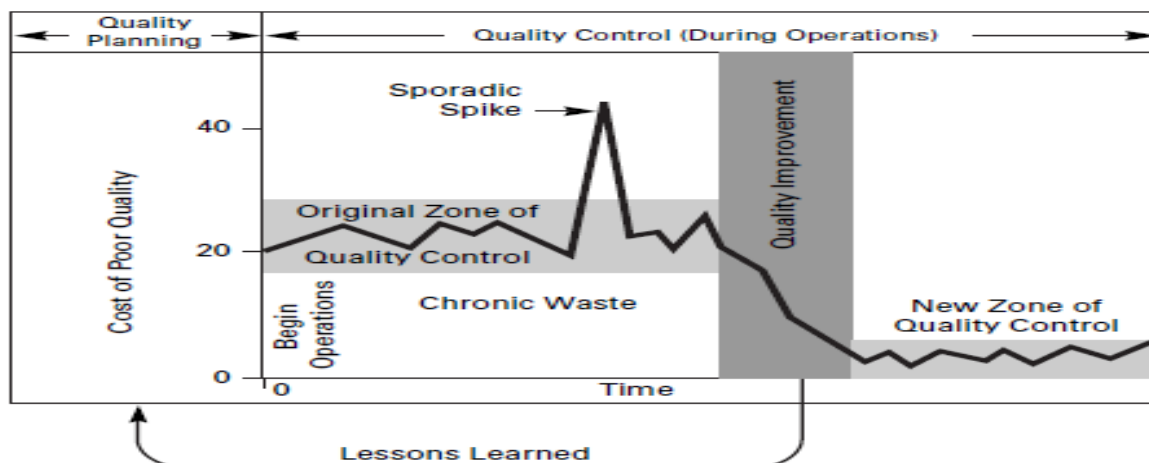 Quality
Planning
Quality Control (During Operations)
Sporadic
Spike
40
Original Zone of
Quality Control
20
Cost of Poor Quality
Begin
Operations
Chronic Waste
Quality Improvement
New Zone of
Quality Control
0
0
Time
Lessons Learned